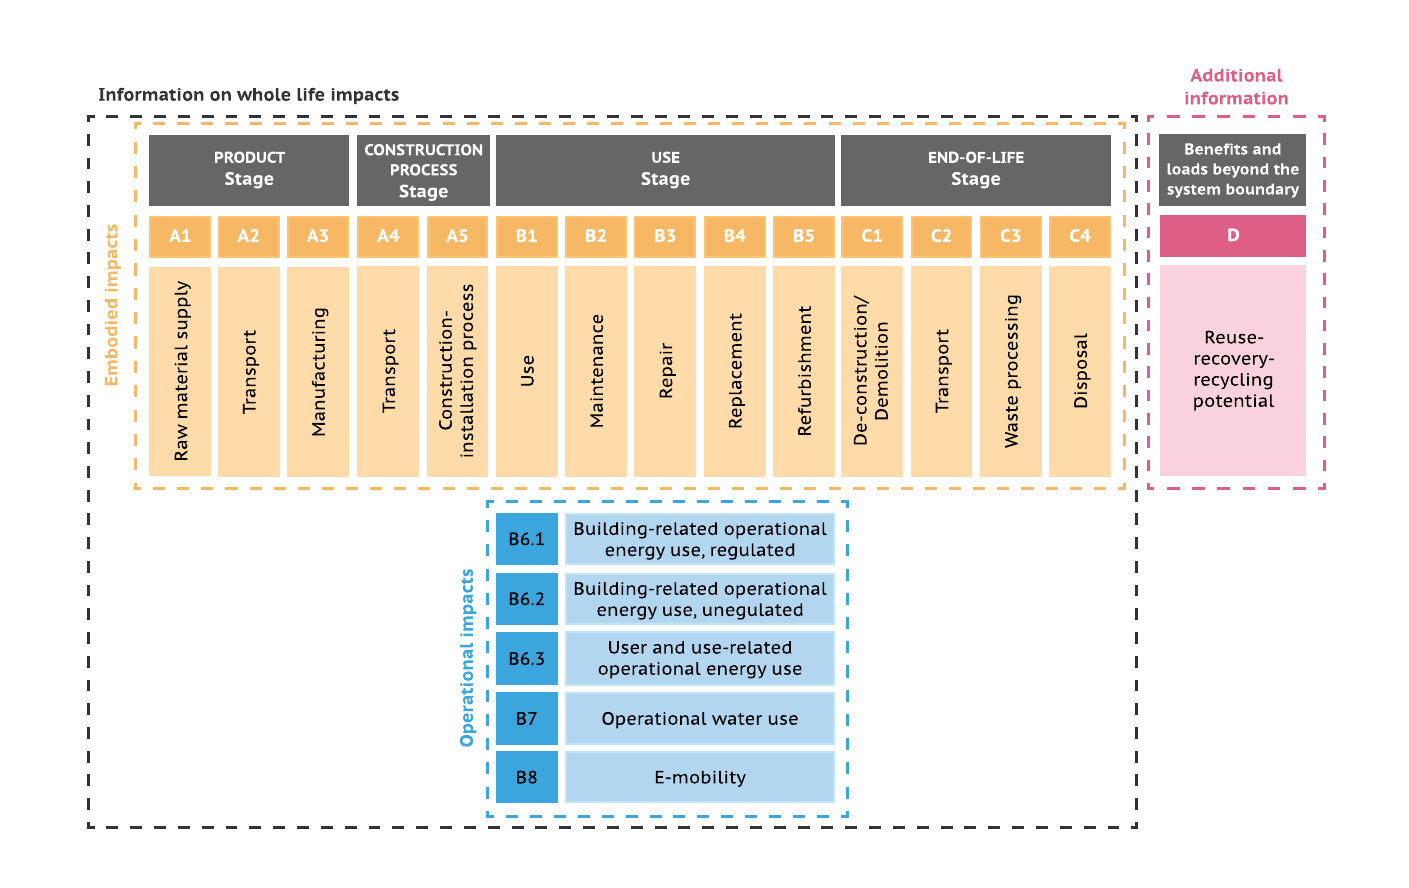 Information on whole life impacts
Additional
information
PRODUCT
Stage
CONSTRUCTION
PROCESS
Stage
USE
Stage
END-OF-LIFE
Stage
Benefits and
loads beyond the
system boundary
Embodied impacts
A1
A2
A3
A4
A5
B1
B2
B3
B4
B5
C1
C2
C3
C4
D
Raw material supply
Transport
Manufacturing
Transport
Construction-
installation process
Use
Maintenance
Repair
Replacement
Refurbishment
De-construction/
Demolition
Transport
Waste processing
Disposal
Reuse-
recovery-
recycling
potential
Operational impacts
B6.1
Building-related operational
energy use, regulated
B6.2
Building-related operational
energy use, unegulated
B6.3
User and use-related
operational energy use
B7
Operational water use
B8
E-mobility